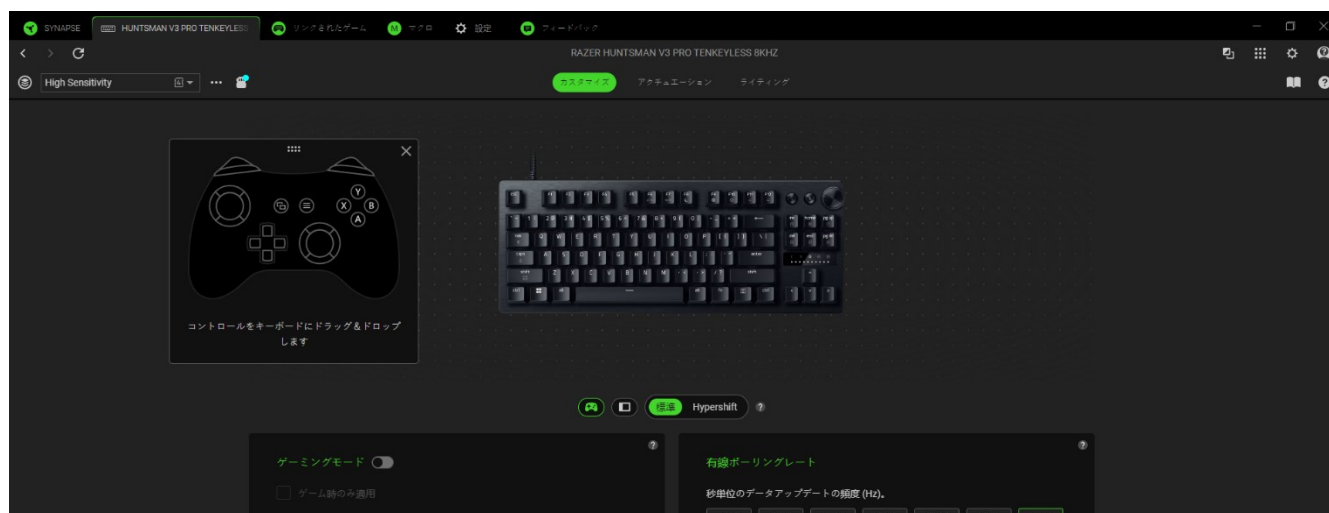 SYNAPSE
HUNTSMAN V3 PRO TENKEYLESS
リンクされたゲーム
マクロ
設定
フィードバック
RAZER HUNTSMAN V3 PRO TENKEYLESS 8KHZ
High Sensitivity
カスタマイズ
アクチュエーション
ライティング
Y
X
B
A
コントロールをキーボードにドラッグ&ドロップ
します
標準
Hypershift
ゲーミングモード
ゲーム時のみ適用
有線ポーリングレート
秒単位のデータアップデートの頻度 (Hz)。